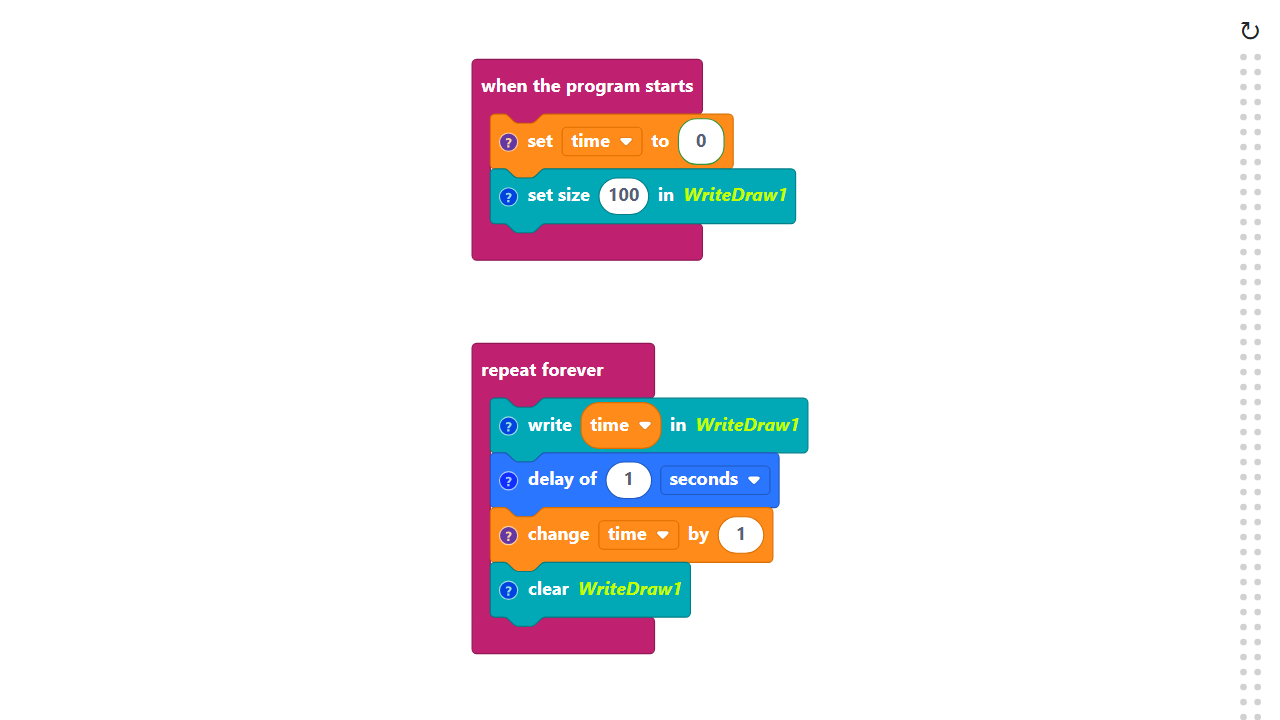 when the program starts
? set time to 0
? set size 100 in WriteDraw1
repeat forever
? write time in WriteDraw1
? delay of 1 seconds
? change time by 1
? clear WriteDraw1